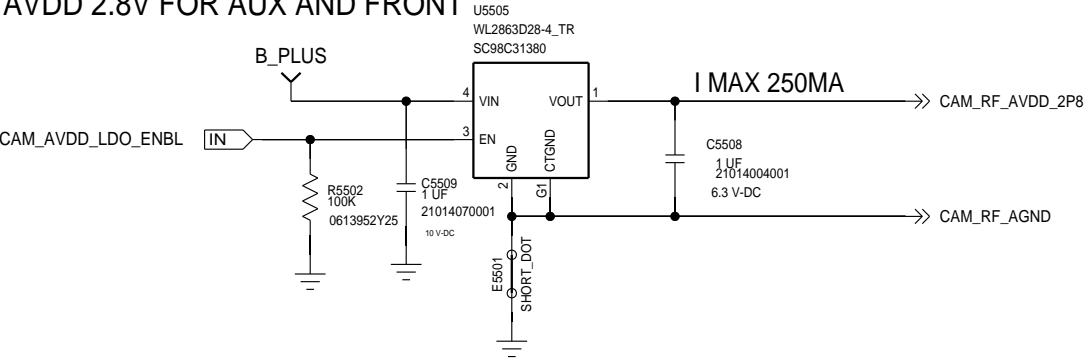 AVDD 2.8V FOR AUX AND FRONT
U5505
WL2863D28-4_TR
SC98C31380
B_PLUS
4
VIN
VOUT
1
I MAX 250MA
CAM_RF_AVDD_2P8
CAM_AVDD_LDO_ENBL
IN
3
EN
GND
CTGND
2
G1
C5508
1 UF
21014004001
6.3 V-DC
R5502
100K
0613952Y25
C5509
1 UF
21014070001
10 V-DC
CAM_RF_AGND
E5501
SHORT_DOT